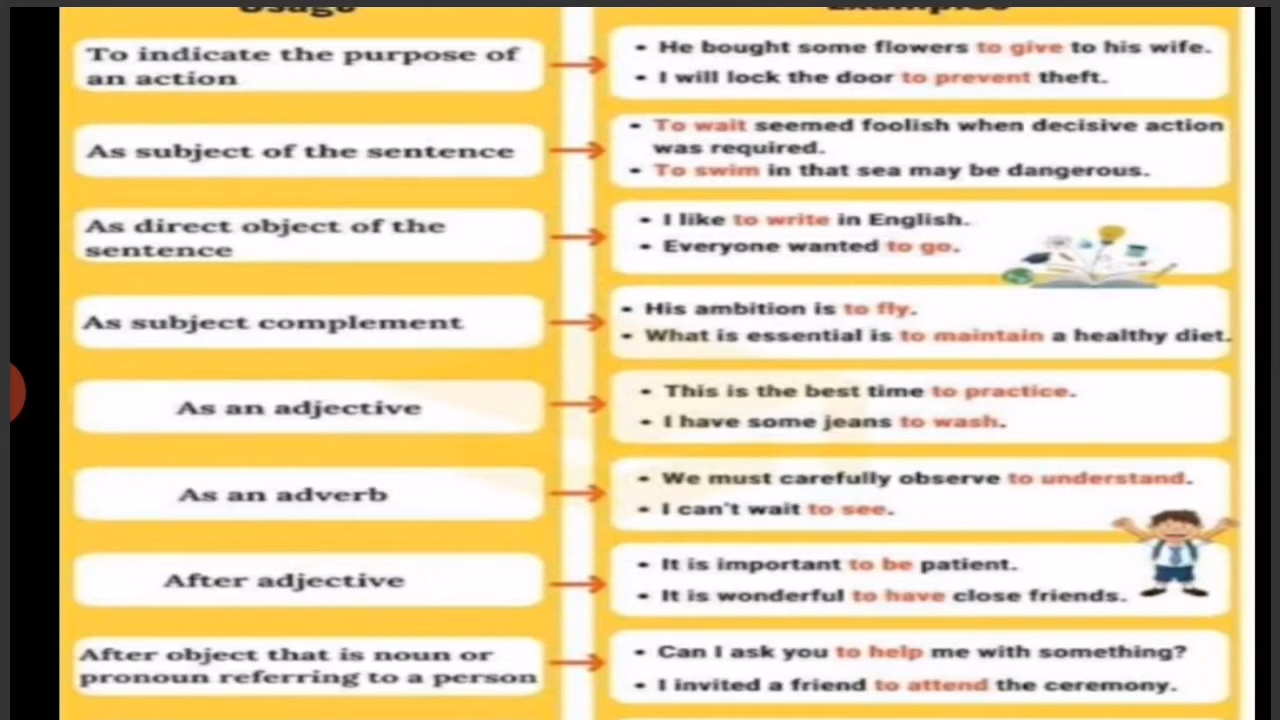 Usage
Examples
To indicate the purpose of
an action
• He bought some flowers to give to his wife.
• I will lock the door to prevent theft.
As subject of the sentence
• To wait seemed foolish when decisive action
was required.
• To swim in that sea may be dangerous.
As direct object of the
sentence
• I like to write in English.
• Everyone wanted to go.
As subject complement
• His ambition is to fly.
• What is essential is to maintain a healthy diet.
As an adjective
• This is the best time to practice.
• I have some jeans to wash.
As an adverb
• We must carefully observe to understand.
• I can't wait to see.
After adjective
• It is important to be patient.
• It is wonderful to have close friends.
After object that is noun or
pronoun referring to a person
• Can I ask you to help me with something?
• I invited a friend to attend the ceremony.